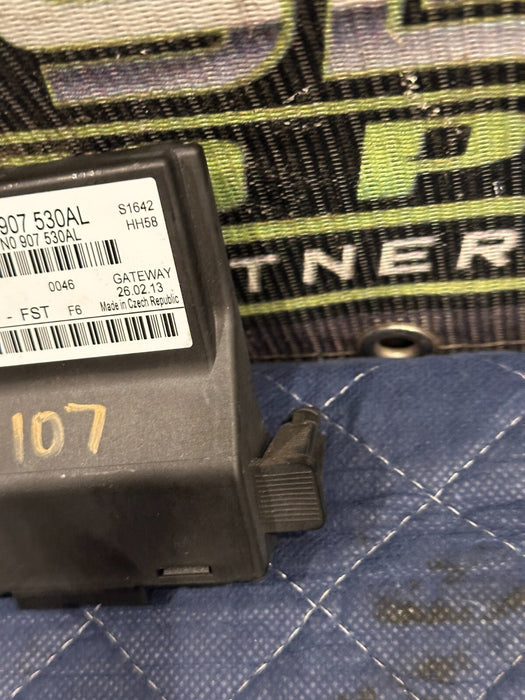 907 530AL
N0 907 530AL
S1642
HH58
0046
GATEWAY
26.02.13
- FST F6
Made in Czech Republic
107
P
TNER